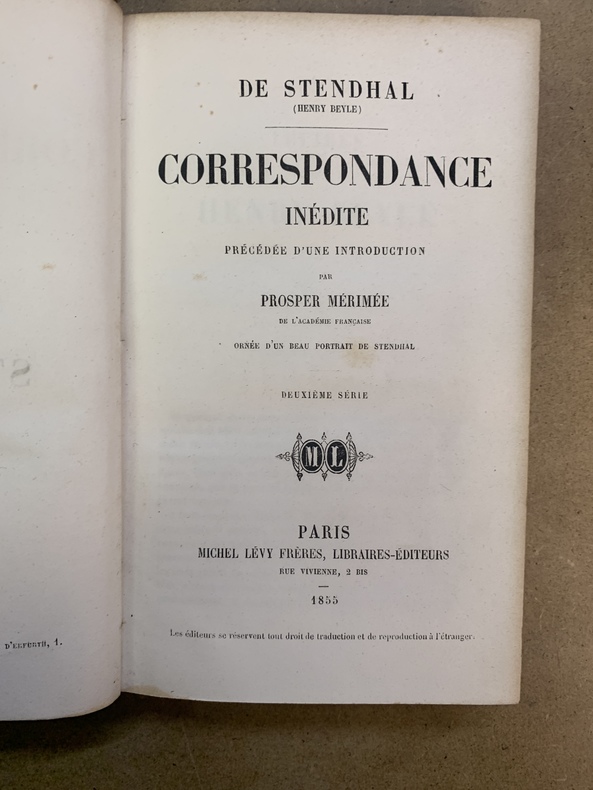 DE STENDHAL
(HENRY BEYLE)
CORRESPONDANCE
INÉDITE
PRÉCÉDÉE D'UNE INTRODUCTION
PAR
PROSPER MÉRIMÉE
DE L'ACADÉMIE FRANÇAISE
ORNÉE D'UN BEAU PORTRAIT DE STENDHAL
DEUXIÈME SÉRIE
ML
PARIS
MICHEL LÉVY FRÈRES, LIBRAIRES-ÉDITEURS
RUE VIVIENNE, 2 BIS
1855
Les éditeurs se réservent tout droit de traduction et de reproduction à l'étranger.
D'ERFURTH, 1.